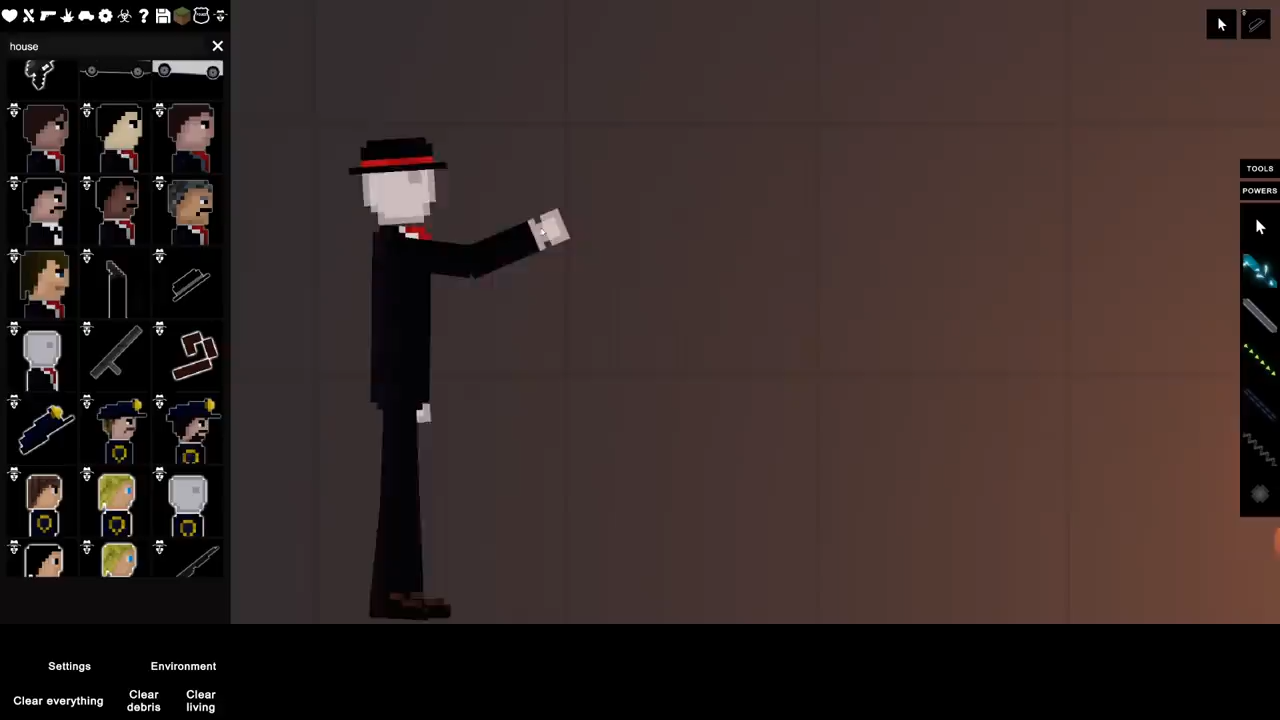 house
TOOLS
POWERS
Settings
Environment
Clear everything
Clear debris
Clear living